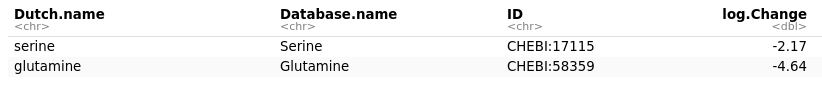 Dutch.name Database.name ID log.Change
<chr> <chr> <chr> <dbl>
serine Serine CHEBI:17115 -2.17
glutamine Glutamine CHEBI:58359 -4.64